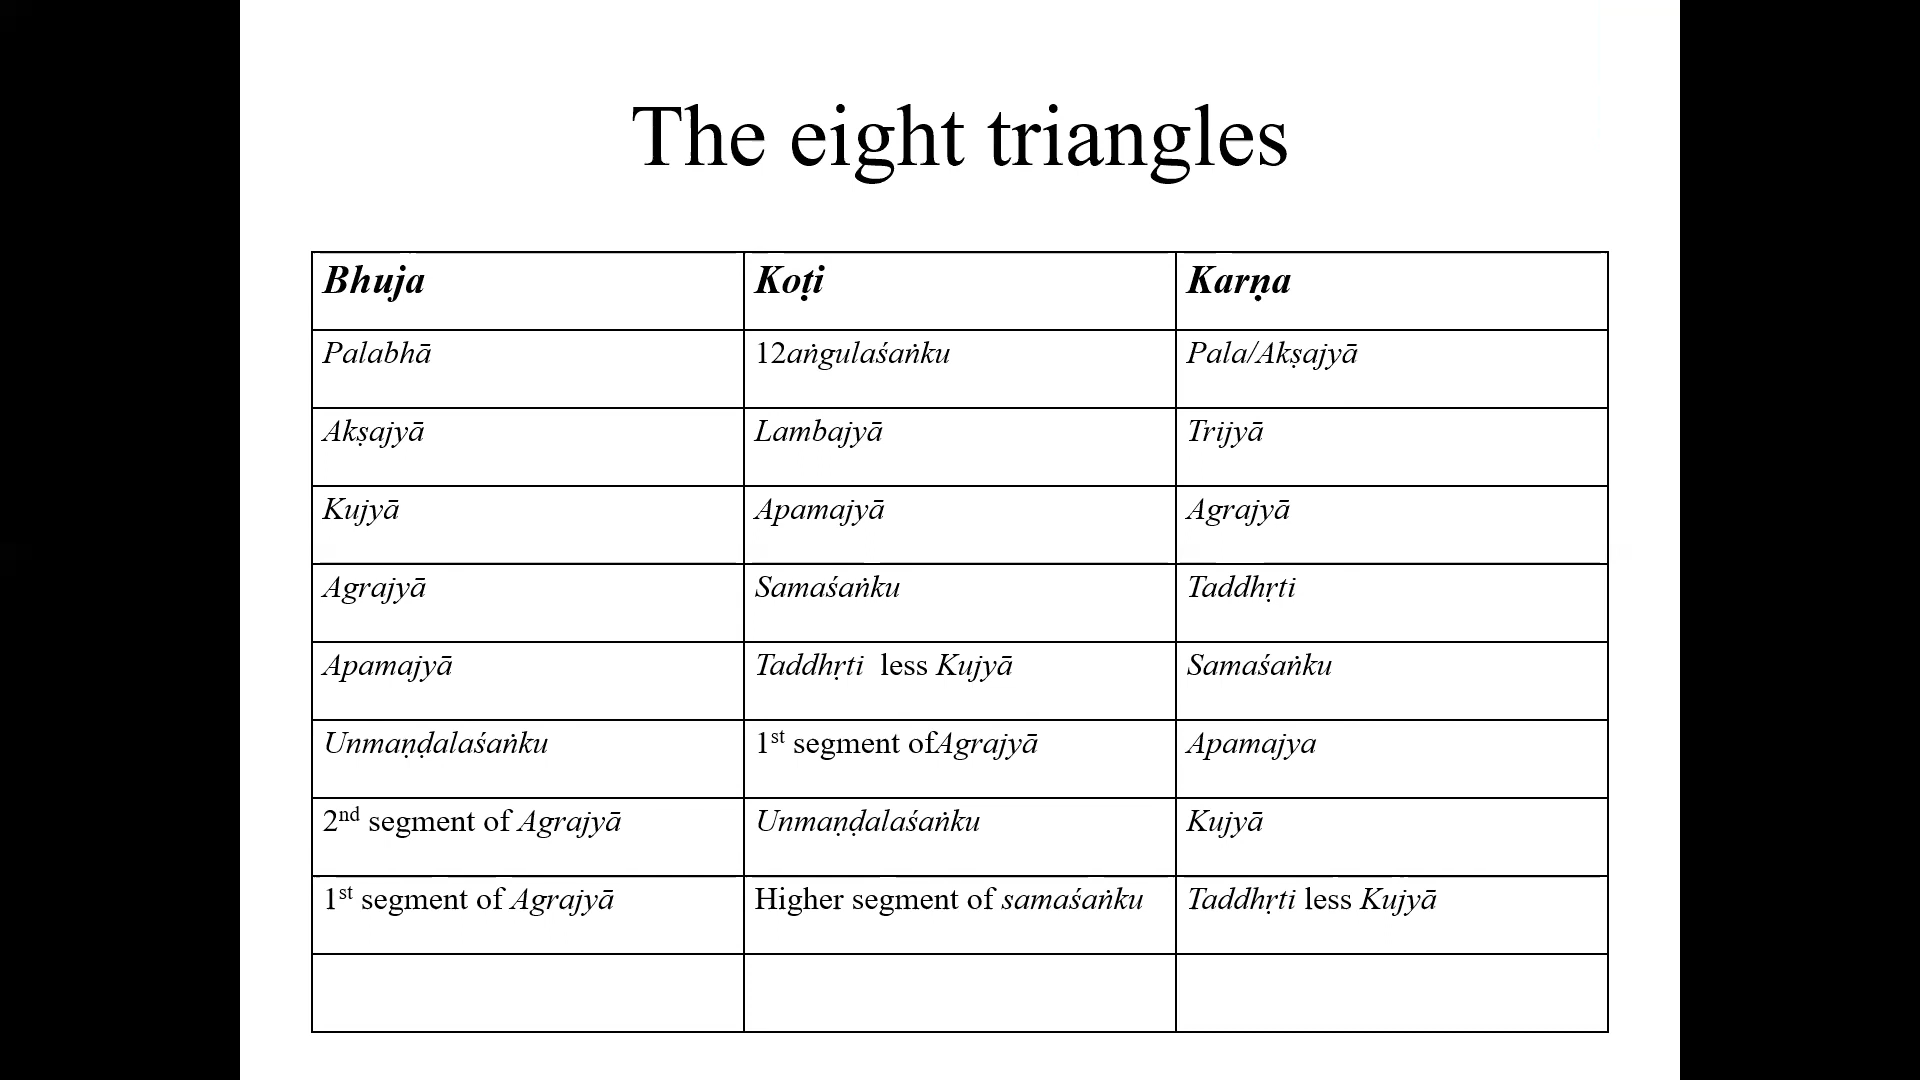 The eight triangles
Bhuja Koṭi Karṇa
Palabhā 12aṅgulaśaṅku Pala/Akṣajyā
Akṣajyā Lambajyā Trijyā
Kujyā Apamajyā Agrajyā
Agrajyā Samaśaṅku Taddhṛti
Apamajyā Taddhṛti less Kujyā Samaśaṅku
Unmaṇḍalaśaṅku 1st segment ofAgrajyā Apamajya
2nd segment of Agrajyā Unmaṇḍalaśaṅku Kujyā
1st segment of Agrajyā Higher segment of samaśaṅku Taddhṛti less Kujyā